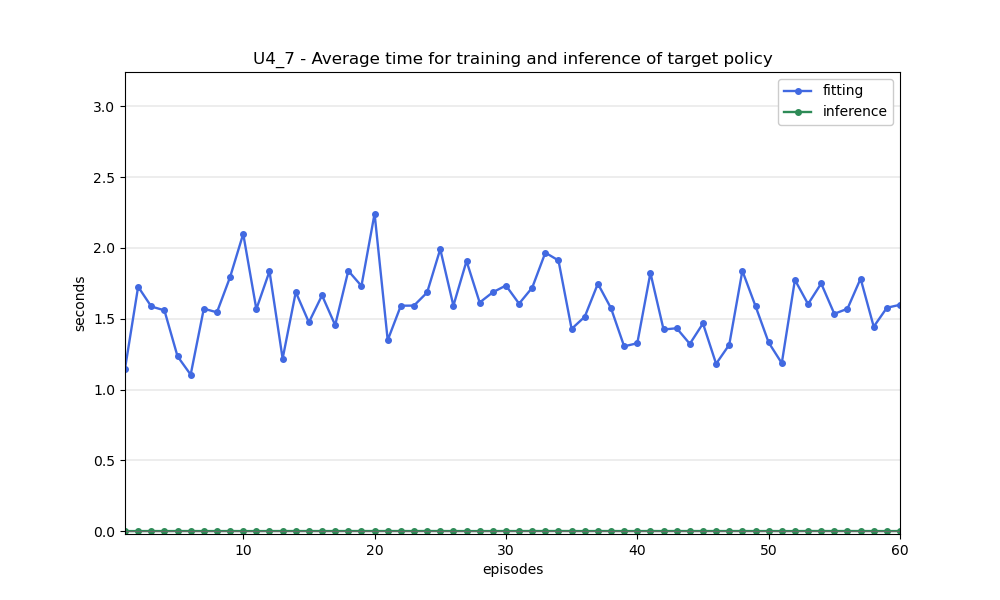 U4_7 - Average time for training and inference of target policy
fitting
inference
3.0
2.5
2.0
1.5
1.0
0.5
0.0
seconds
10
20
30
40
50
60
episodes